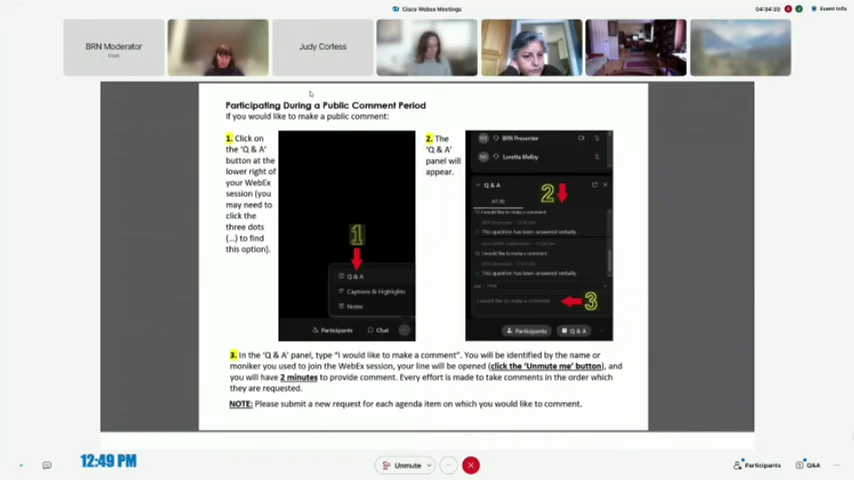 Cisco Webex Meetings
04:34:33
Event Info
BRN Moderator
Host
Judy Corless
Participating During a Public Comment Period
If you would like to make a public comment:
1. Click on
the ‘Q & A’
button at the
lower right of
your WebEx
session (you
may need to
click the
three dots
(...) to find
this option).
1
Q & A
Captions & Highlights
Notes
Participants
Chat
2. The
‘Q & A’
panel will
appear.
BRN Presenter
Loretta Melby
Q & A
2
All (8)
I would like to make a comment
This question has been answered verbally.
I would like to make a comment
This question has been answered verbally.
I would like to make a comment
3
Participants
Q & A
3. In the ‘Q & A’ panel, type “I would like to make a comment”. You will be identified by the name or
moniker you used to join the WebEx session, your line will be opened (click the ‘Unmute me’ button), and
you will have 2 minutes to provide comment. Every effort is made to take comments in the order which
they are requested.
NOTE: Please submit a new request for each agenda item on which you would like to comment.
12:49 PM
Unmute
Participants
Q&A